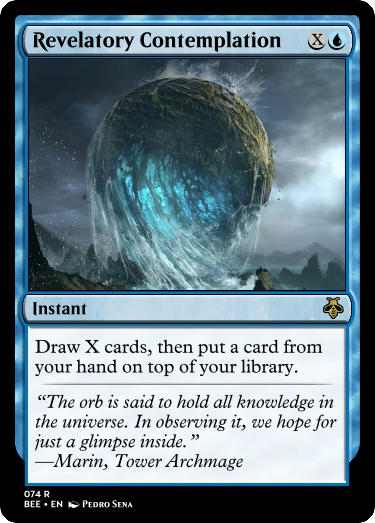 Revelatory Contemplation X
Instant
Draw X cards, then put a card from
your hand on top of your library.
“The orb is said to hold all knowledge in
the universe. In observing it, we hope for
just a glimpse inside.”
—Marin, Tower Archmage
074 R
BEE • EN Pedro Sena